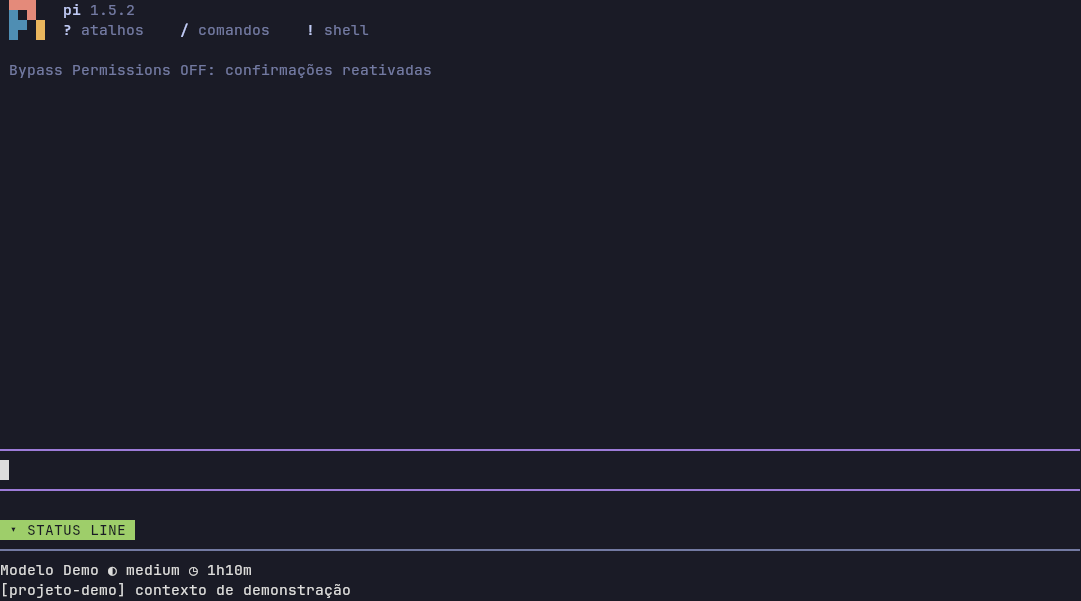 pi 1.5.2
? atalhos    / comandos    ! shell
Bypass Permissions OFF: confirmações reativadas
▾ STATUS LINE
Modelo Demo ◐ medium ◷ 1h10m
[projeto-demo] contexto de demonstração